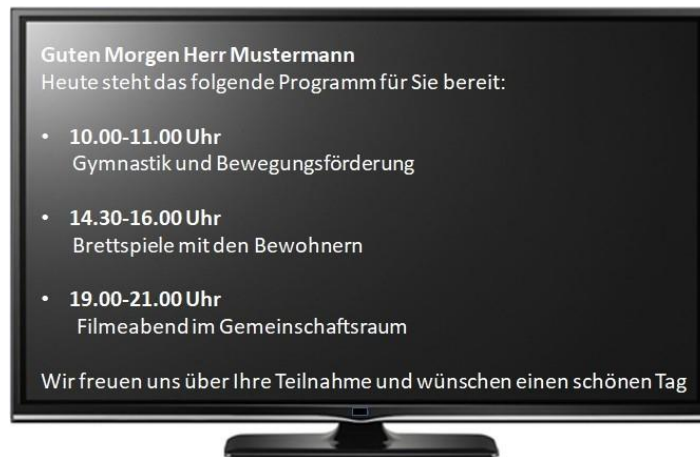 Guten Morgen Herr Mustermann
Heute steht das folgende Programm für Sie bereit:
• 10.00-11.00 Uhr
Gymnastik und Bewegungsförderung
• 14.30-16.00 Uhr
Brettspiele mit den Bewohnern
• 19.00-21.00 Uhr
Filmeabend im Gemeinschaftsraum
Wir freuen uns über Ihre Teilnahme und wünschen einen schönen Tag